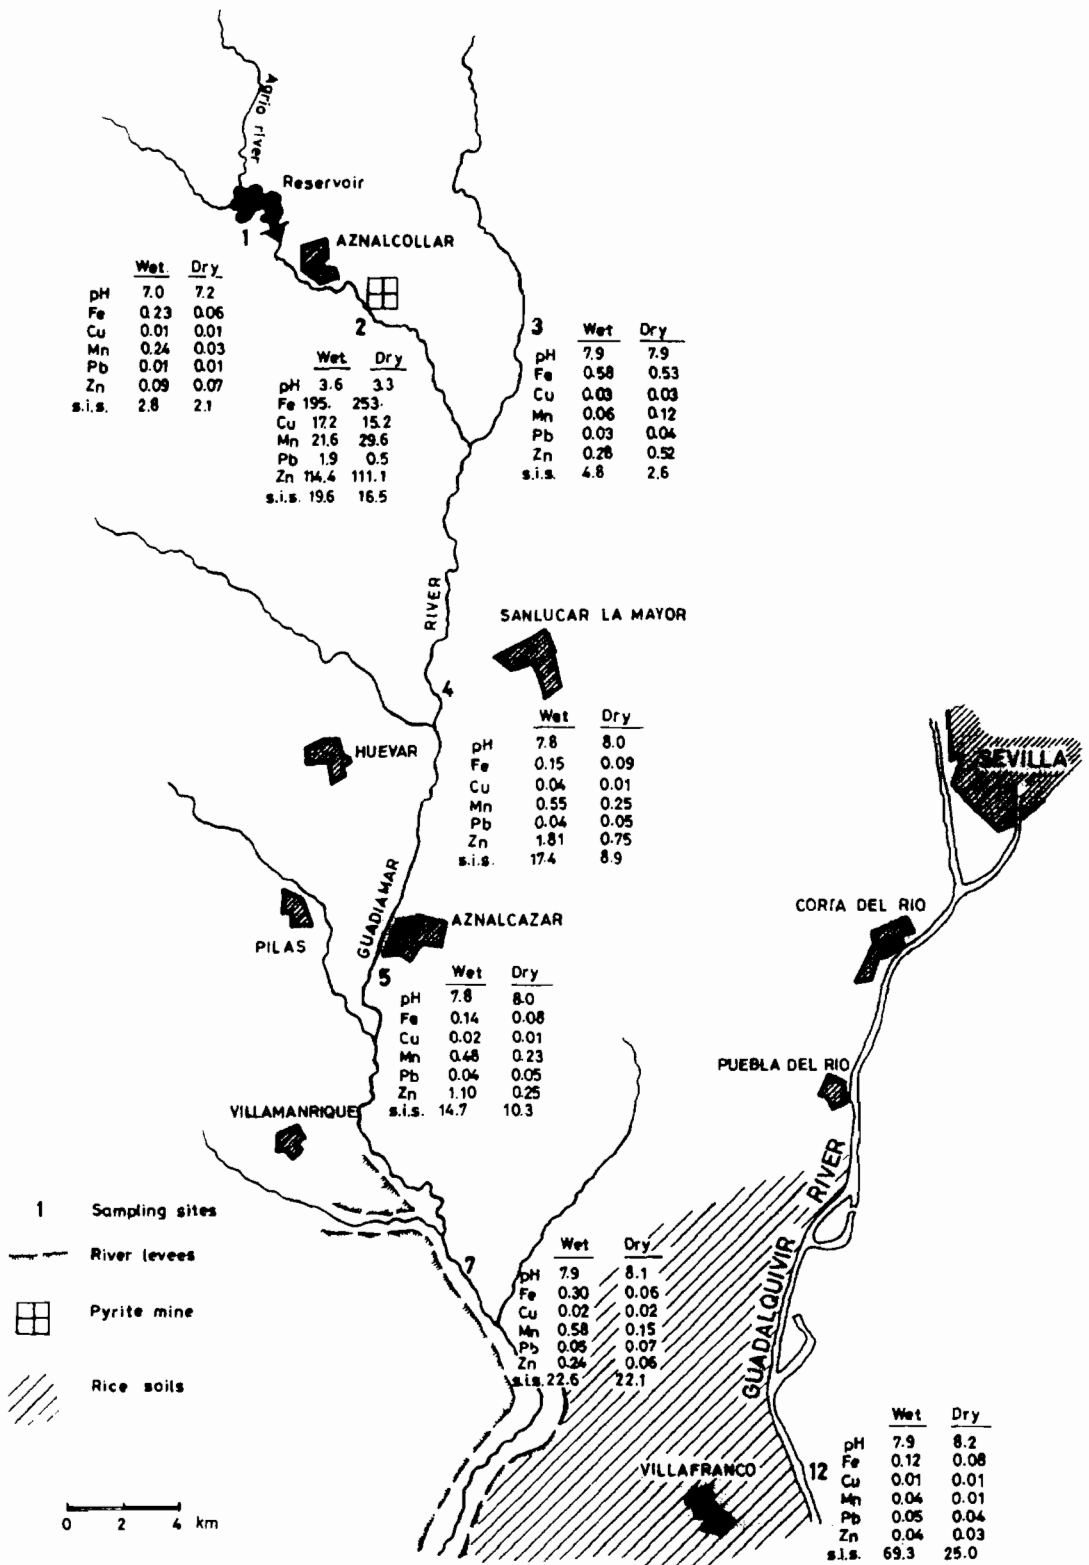 Agrio river
Reservoir
1
AZNALCOLLAR
Wet. Dry
pH 7.0 7.2
Fe 0.23 0.06
Cu 0.01 0.01
Mn 0.24 0.03
Pb 0.01 0.01
Zn 0.09 0.07
s.i.s. 2.8 2.1
2
Wet Dry
pH 3.6 3.3
Fe 195. 253.
Cu 17.2 15.2
Mn 21.6 29.6
Pb 1.9 0.5
Zn 114.4 111.1
s.i.s. 19.6 16.5
3
Wet Dry
pH 7.9 7.9
Fe 0.58 0.53
Cu 0.03 0.03
Mn 0.06 0.12
Pb 0.03 0.04
Zn 0.28 0.52
s.i.s. 4.8 2.6
RIVER
SANLUCAR LA MAYOR
4
Wet Dry
pH 7.8 8.0
Fe 0.15 0.09
Cu 0.04 0.01
Mn 0.55 0.25
Pb 0.04 0.05
Zn 1.81 0.75
s.i.s. 17.4 8.9
HUEVAR
SEVILLA
GUADIAMAR
AZNALCAZAR
PILAS
CORIA DEL RIO
5
Wet Dry
pH 7.8 8.0
Fe 0.14 0.08
Cu 0.02 0.01
Mn 0.48 0.23
Pb 0.04 0.05
Zn 1.10 0.25
s.i.s. 14.7 10.3
PUEBLA DEL RIO
VILLAMANRIQUE
GUADALQUIVIR RIVER
1 Sampling sites
River levees
Pyrite mine
Rice soils
7
Wet Dry
pH 7.9 8.1
Fe 0.30 0.06
Cu 0.02 0.02
Mn 0.58 0.15
Pb 0.05 0.07
Zn 0.24 0.06
s.i.s. 22.6 22.1
VILLAFRANCO
12
Wet Dry
pH 7.9 8.2
Fe 0.12 0.08
Cu 0.01 0.01
Mn 0.04 0.01
Pb 0.05 0.04
Zn 0.04 0.03
s.i.s. 69.3 25.0
0 2 4 km